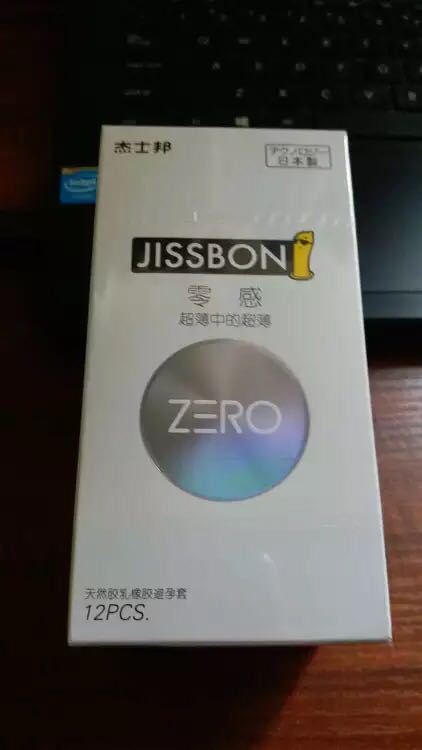 杰士邦
テクノロジー
日本製
JISSBON
零感
超薄中的超薄
ZERO
天然胶乳橡胶避孕套
12PCS.